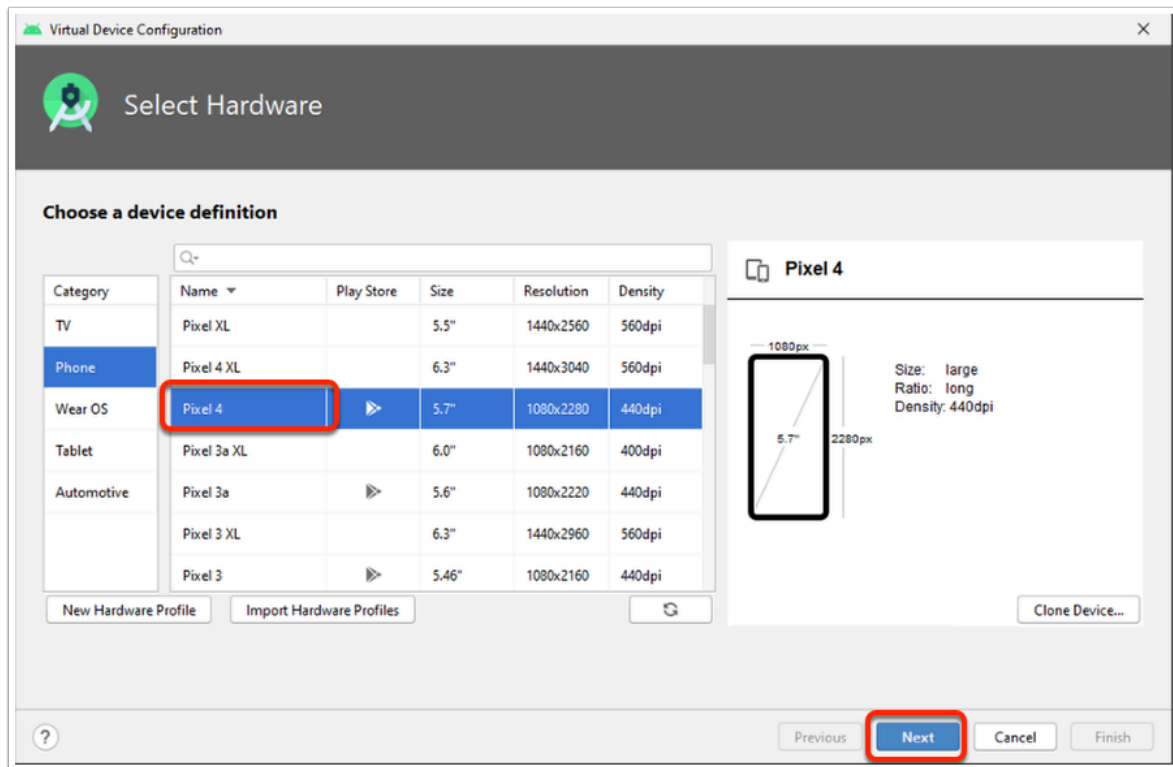 Virtual Device Configuration
Select Hardware
Choose a device definition
Category Name Play Store Size Resolution Density
TV Pixel XL 5.5" 1440x2560 560dpi
Phone Pixel 4 XL 6.3" 1440x3040 560dpi
Wear OS Pixel 4 5.7" 1080x2280 440dpi
Tablet Pixel 3a XL 6.0" 1080x2160 400dpi
Automotive Pixel 3a 5.6" 1080x2220 440dpi
Pixel 3 XL 6.3" 1440x2960 560dpi
Pixel 3 5.46" 1080x2160 440dpi
New Hardware Profile Import Hardware Profiles
Pixel 4
1080px
Size: large
Ratio: long
Density: 440dpi
5.7" 2280px
Clone Device...
? Previous Next Cancel Finish